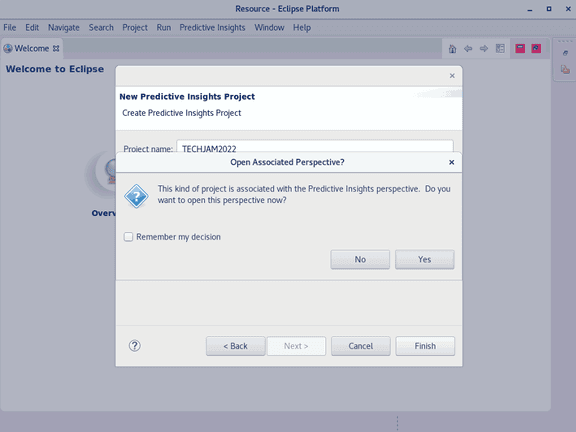 Resource - Eclipse Platform
File Edit Navigate Search Project Run Predictive Insights Window Help
Welcome
Welcome to Eclipse
New Predictive Insights Project
Create Predictive Insights Project
Project name: TECHJAM2022
Open Associated Perspective?
This kind of project is associated with the Predictive Insights perspective. Do you
want to open this perspective now?
Remember my decision
No Yes
Overv
< Back Next > Cancel Finish